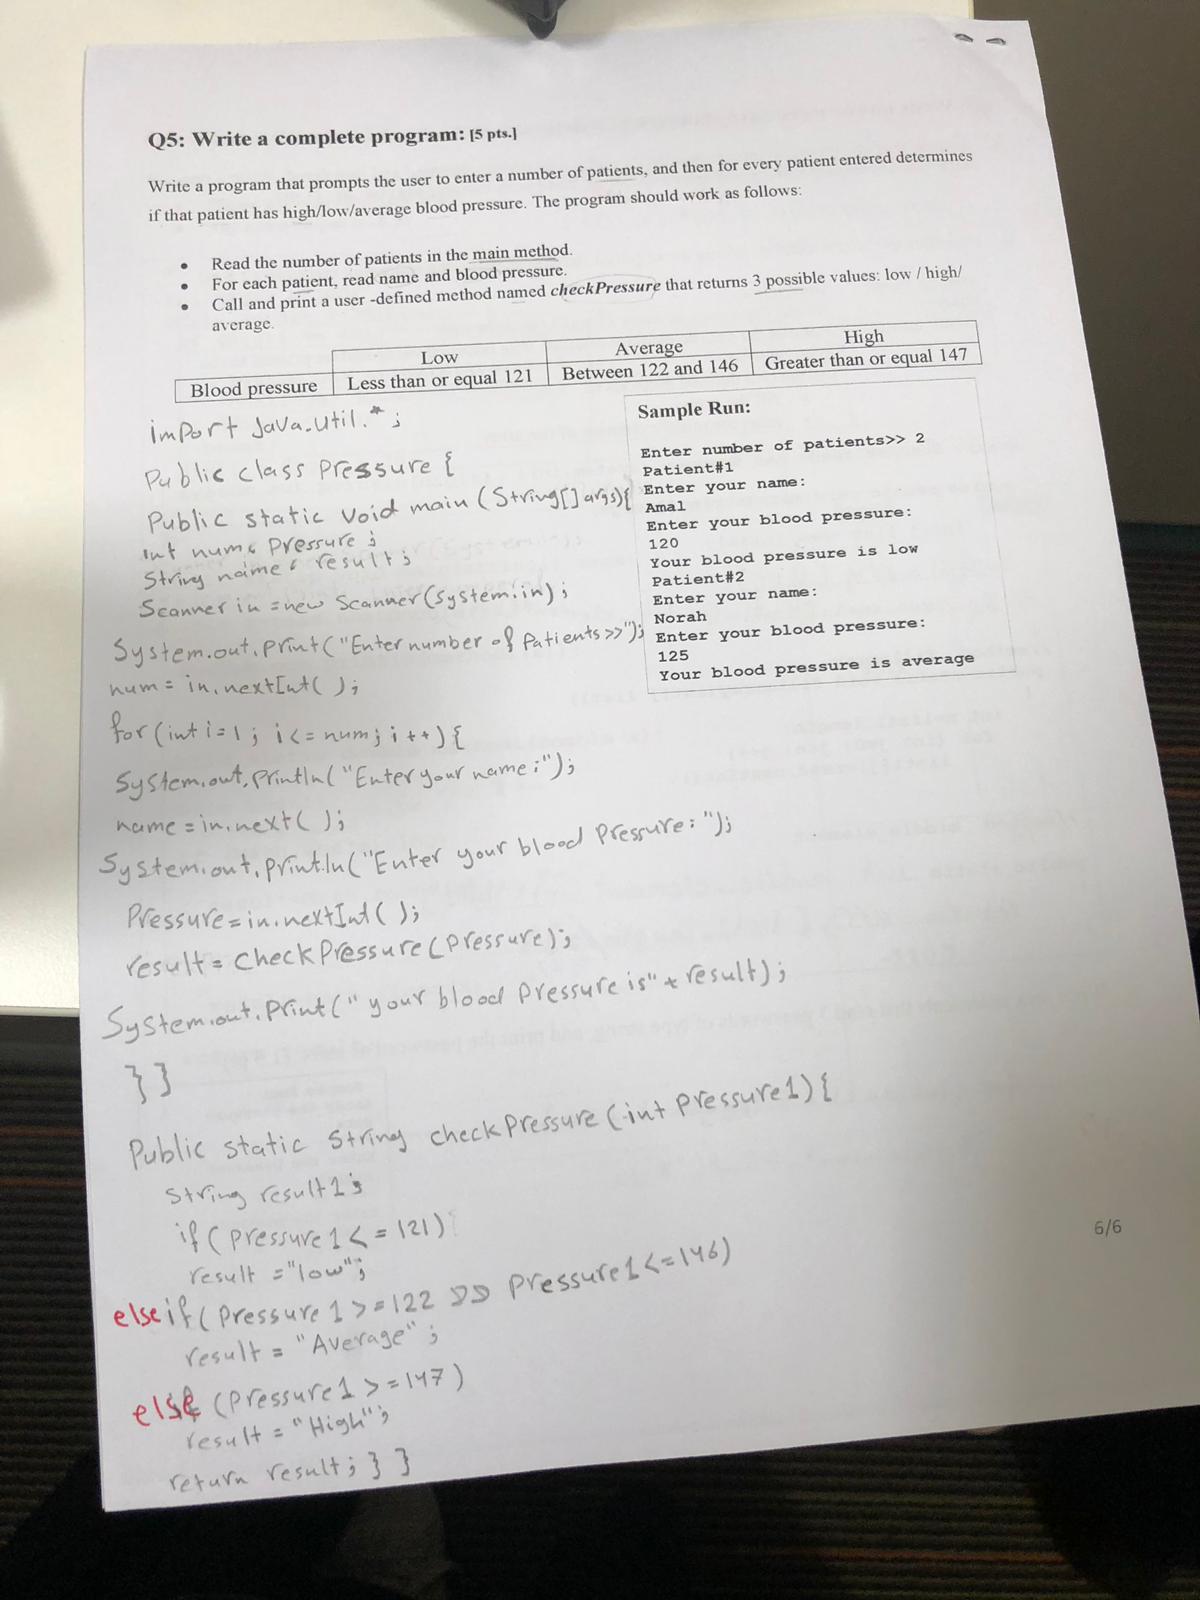 Q5: Write a complete program: [5 pts.]
Write a program that prompts the user to enter a number of patients, and then for every patient entered determines
if that patient has high/low/average blood pressure. The program should work as follows:
• Read the number of patients in the main method.
• For each patient, read name and blood pressure.
• Call and print a user -defined method named checkPressure that returns 3 possible values: low / high/
average.
Low Average High
Blood pressure Less than or equal 121 Between 122 and 146 Greater than or equal 147
import Java.util.*;
Public class Pressure {
Public static void main (String[] args){
int num, Pressure;
String name, result;
Scanner in = new Scanner(System.in);
System.out.print("Enter number of Patients>>");
num = in.nextInt( );
for (int i=1; i<=num; i++){
System.out.println("Enter your name:");
name = in.next( );
System.out.println("Enter your blood Pressure:");
Pressure=in.nextInt( );
result = checkPressure(Pressure);
System.out.Print("your blood Pressure is"+result);
} }
Public static String checkPressure (int Pressure1){
String result1;
if (pressure1<=121)
result ="low";
else if (Pressure1>=122 && Pressure1<=146)
result = "Average";
else (Pressure1>=147)
result = "High";
return result; } }
Sample Run:
Enter number of patients>> 2
Patient#1
Enter your name:
Amal
Enter your blood pressure:
120
Your blood pressure is low
Patient#2
Enter your name:
Norah
Enter your blood pressure:
125
Your blood pressure is average
6/6